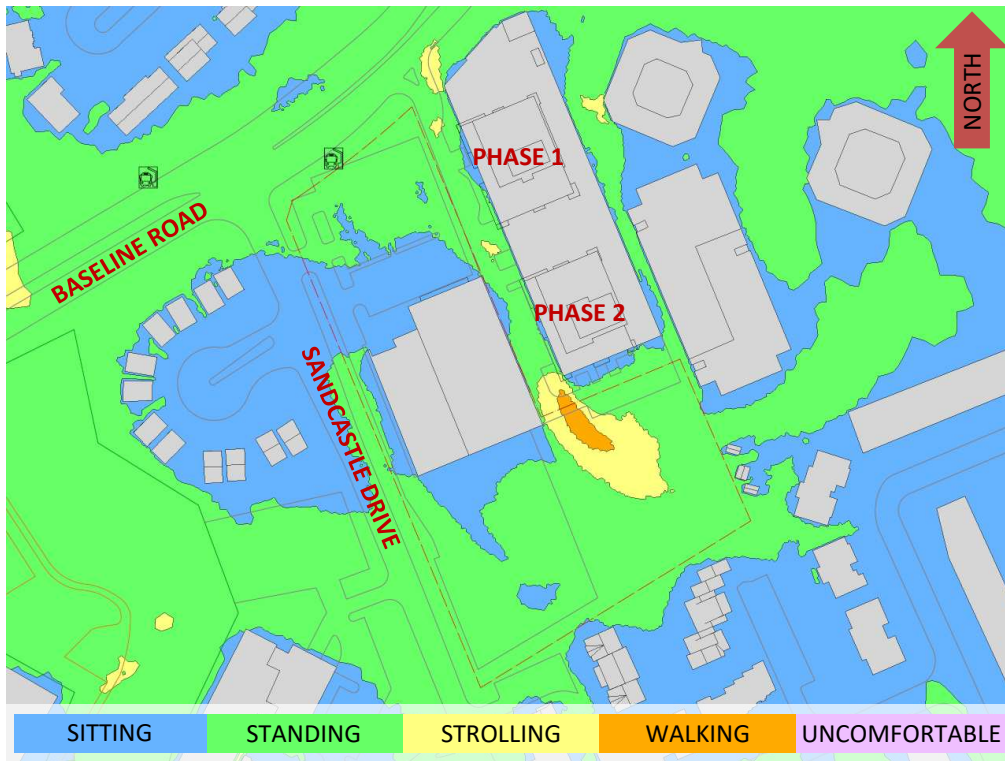 NORTH
PHASE 1
BASELINE ROAD
PHASE 2
SANDCASTLE DRIVE
SITTING
STANDING
STROLLING
WALKING
UNCOMFORTABLE